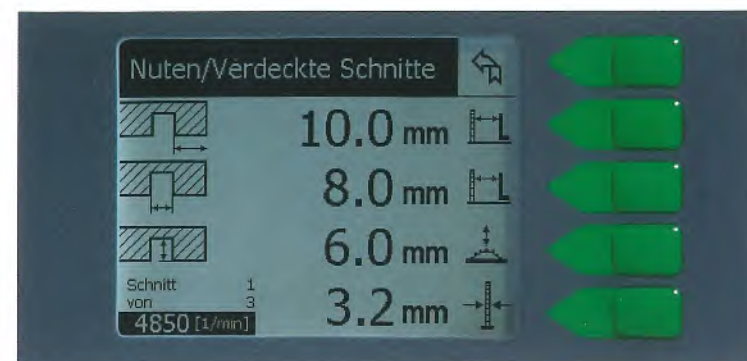 Nuten/Verdeckte Schnitte
10.0 mm
8.0 mm
6.0 mm
Schnitt 1
von 3
3.2 mm
4850 [1/min]